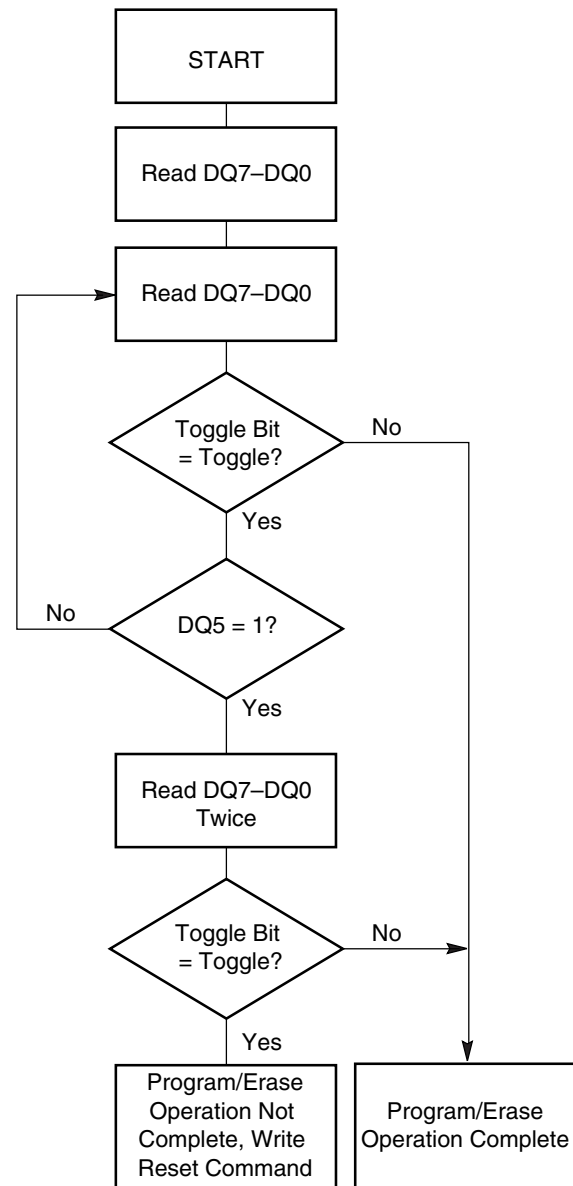 START
Read DQ7–DQ0
Read DQ7–DQ0
Toggle Bit
= Toggle?
No
Yes
No
DQ5 = 1?
Yes
Read DQ7–DQ0
Twice
Toggle Bit
= Toggle?
No
Yes
Program/Erase
Operation Not
Complete, Write
Reset Command
Program/Erase
Operation Complete